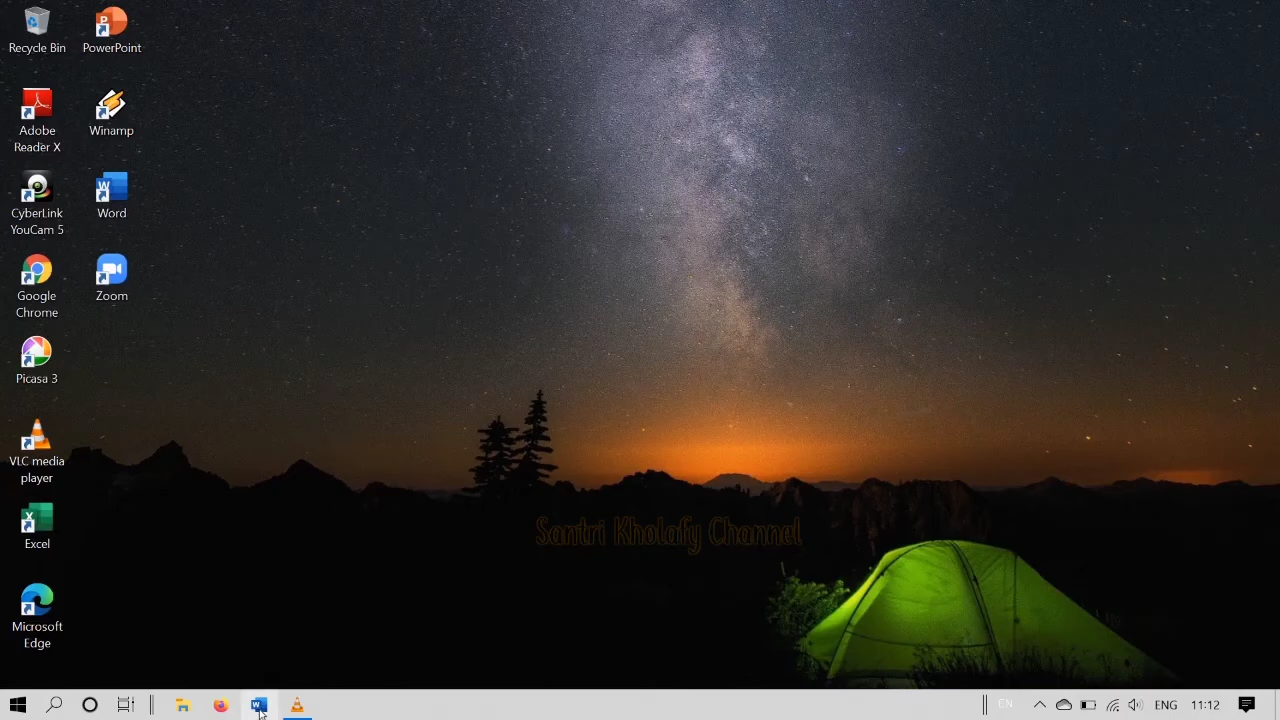 Recycle Bin
PowerPoint
Adobe
Reader X
Winamp
CyberLink
YouCam 5
Word
Google
Chrome
Zoom
Picasa 3
VLC media
player
Excel
Microsoft
Edge
Santri Kholafy Channel
EN
ENG
11:12